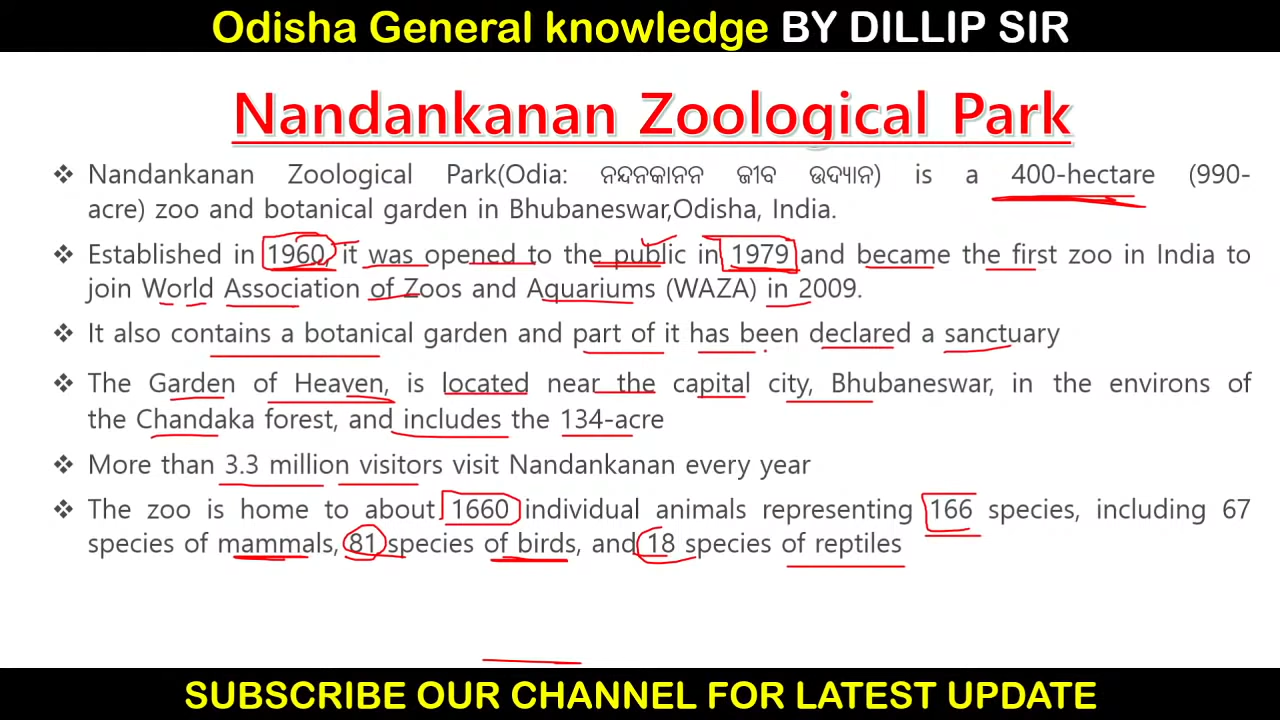 Odisha General knowledge BY DILLIP SIR
Nandankanan Zoological Park
❖ Nandankanan Zoological Park(Odia: ନନ୍ଦନକାନନ ଜୀବ ଉଦ୍ୟାନ) is a 400-hectare (990-
acre) zoo and botanical garden in Bhubaneswar,Odisha, India.
❖ Established in 1960, it was opened to the public in 1979 and became the first zoo in India to
join World Association of Zoos and Aquariums (WAZA) in 2009.
❖ It also contains a botanical garden and part of it has been declared a sanctuary
❖ The Garden of Heaven, is located near the capital city, Bhubaneswar, in the environs of
the Chandaka forest, and includes the 134-acre
❖ More than 3.3 million visitors visit Nandankanan every year
❖ The zoo is home to about 1660 individual animals representing 166 species, including 67
species of mammals, 81 species of birds, and 18 species of reptiles
SUBSCRIBE OUR CHANNEL FOR LATEST UPDATE